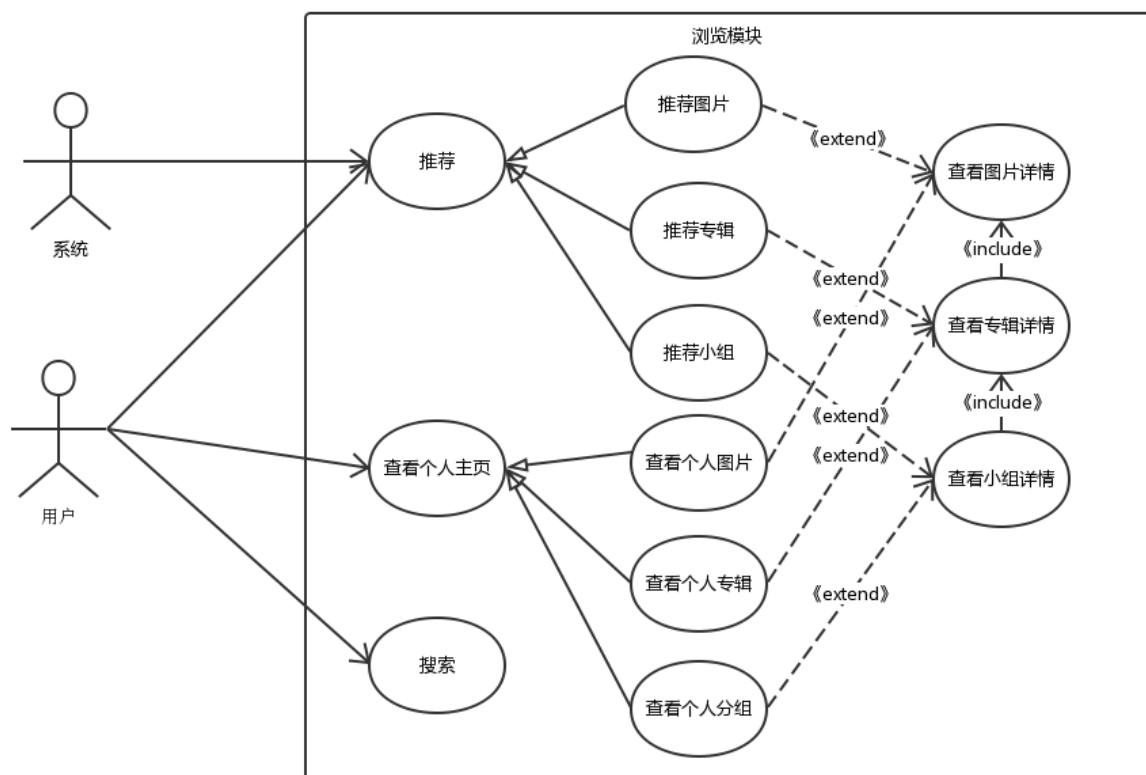 浏览模块
推荐图片
《extend》
推荐
查看图片详情
系统
推荐专辑
《include》
《extend》
《extend》
查看专辑详情
推荐小组
《include》
《extend》
查看个人主页
查看个人图片
《extend》
查看小组详情
用户
查看个人专辑
《extend》
搜索
查看个人分组